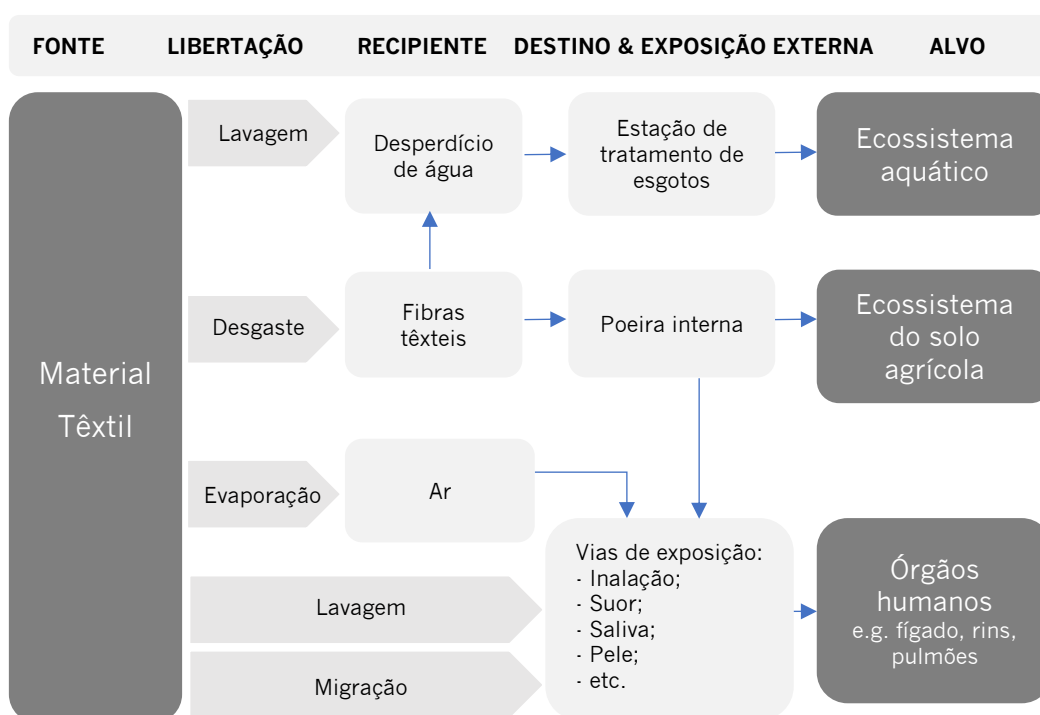 FONTE LIBERTAÇÃO RECIPIENTE DESTINO & EXPOSIÇÃO EXTERNA ALVO
Material
Têxtil
Lavagem
Desperdício
de água
Estação de
tratamento de
esgotos
Ecossistema
aquático
Desgaste
Fibras
têxteis
Poeira interna
Ecossistema
do solo
agrícola
Evaporação
Ar
Lavagem
Migração
Vias de exposição:
- Inalação;
- Suor;
- Saliva;
- Pele;
- etc.
Órgãos
humanos
e.g. fígado, rins,
pulmões